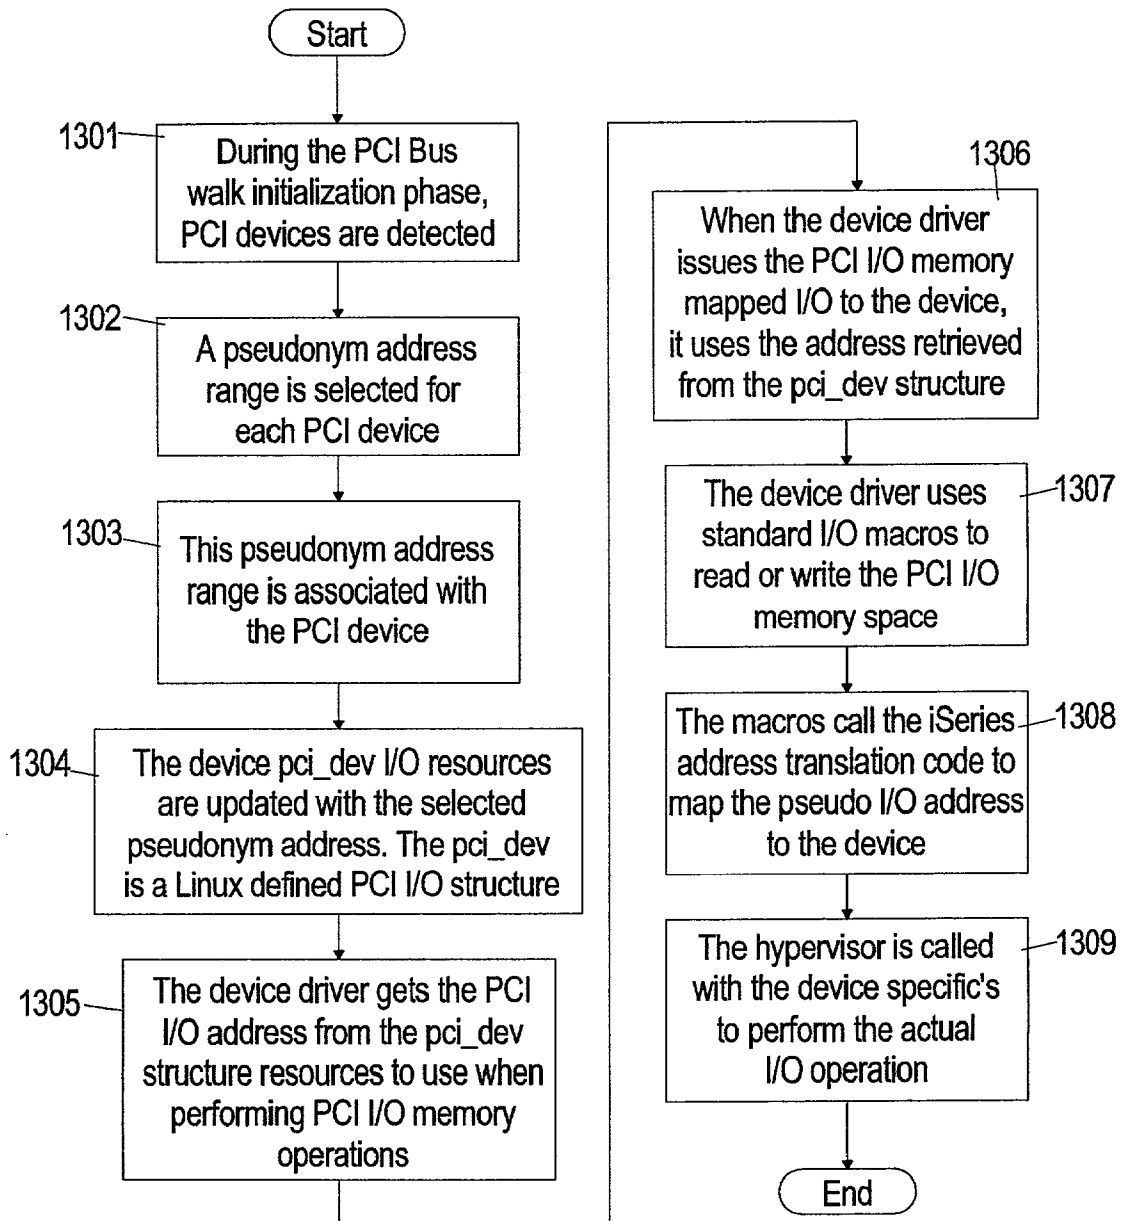 Start
1301
During the PCI Bus
walk initialization phase,
PCI devices are detected
1302
A pseudonym address
range is selected for
each PCI device
1303
This pseudonym address
range is associated with
the PCI device
1304
The device pci_dev I/O resources
are updated with the selected
pseudonym address. The pci_dev
is a Linux defined PCI I/O structure
1305
The device driver gets the PCI
I/O address from the pci_dev
structure resources to use when
performing PCI I/O memory
operations
1306
When the device driver
issues the PCI I/O memory
mapped I/O to the device,
it uses the address retrieved
from the pci_dev structure
1307
The device driver uses
standard I/O macros to
read or write the PCI I/O
memory space
1308
The macros call the iSeries
address translation code to
map the pseudo I/O address
to the device
1309
The hypervisor is called
with the device specific's
to perform the actual
I/O operation
End